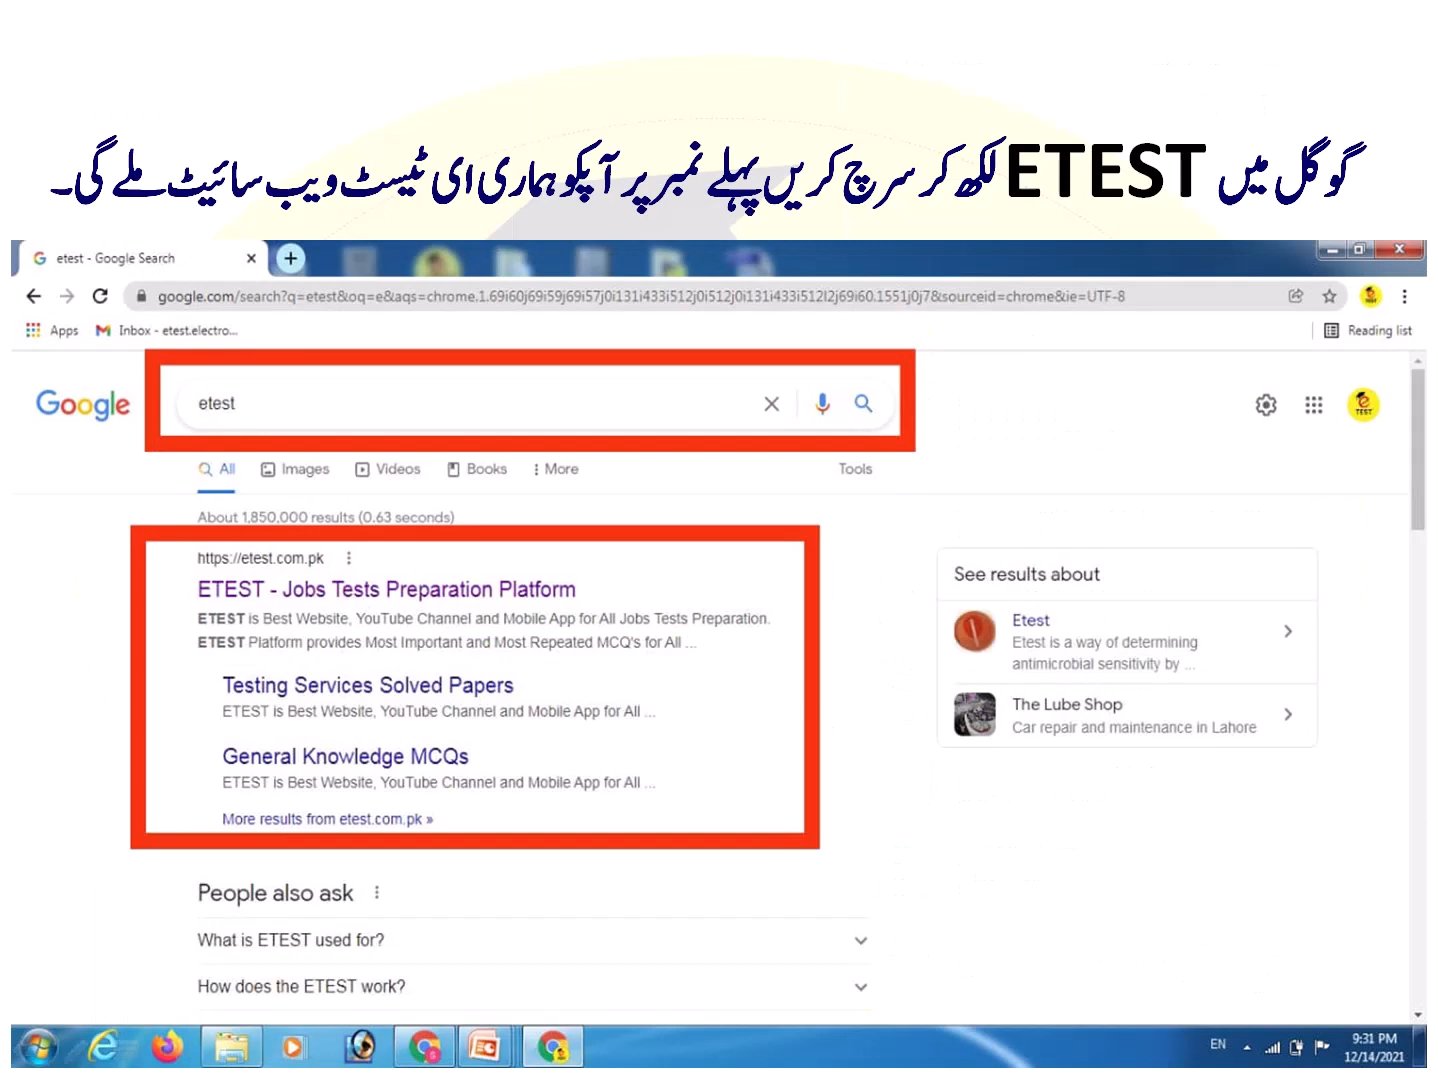 گوگل میں ETEST لکھ کر سرچ کریں پہلے نمبر پر آپکو ہماری ای ٹیسٹ ویب سائیٹ ملے گی۔
etest - Google Search
google.com/search?q=etest&oq=e&aqs=chrome.1.69i60j69i59j69i57j0i131i433i512j0i512j0i131i433i512l2j69i60.1551j0j7&sourceid=chrome&ie=UTF-8
Apps Inbox - etest.electro... Reading list
Google etest
e TEST
All Images Videos Books More Tools
About 1,850,000 results (0.63 seconds)
https://etest.com.pk
ETEST - Jobs Tests Preparation Platform
ETEST is Best Website, YouTube Channel and Mobile App for All Jobs Tests Preparation.
ETEST Platform provides Most Important and Most Repeated MCQ's for All ...
Testing Services Solved Papers
ETEST is Best Website, YouTube Channel and Mobile App for All ...
General Knowledge MCQs
ETEST is Best Website, YouTube Channel and Mobile App for All ...
More results from etest.com.pk »
See results about
Etest
Etest is a way of determining
antimicrobial sensitivity by ...
The Lube Shop
Car repair and maintenance in Lahore
People also ask
What is ETEST used for?
How does the ETEST work?
EN 9:31 PM
12/14/2021